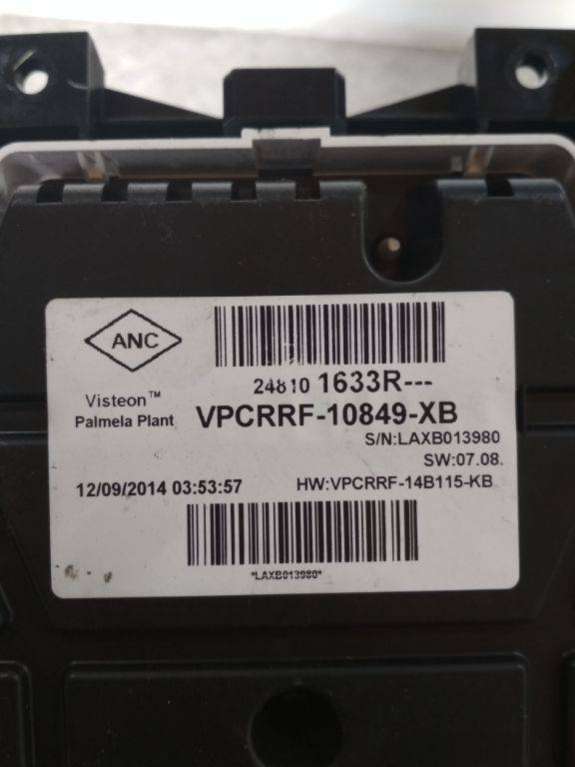 ANC
24810 1633R---
Visteon™
Palmela Plant
VPCRRF-10849-XB
S/N:LAXB013980
SW:07.08.
12/09/2014 03:53:57
HW:VPCRRF-14B115-KB
*LAXB013980*